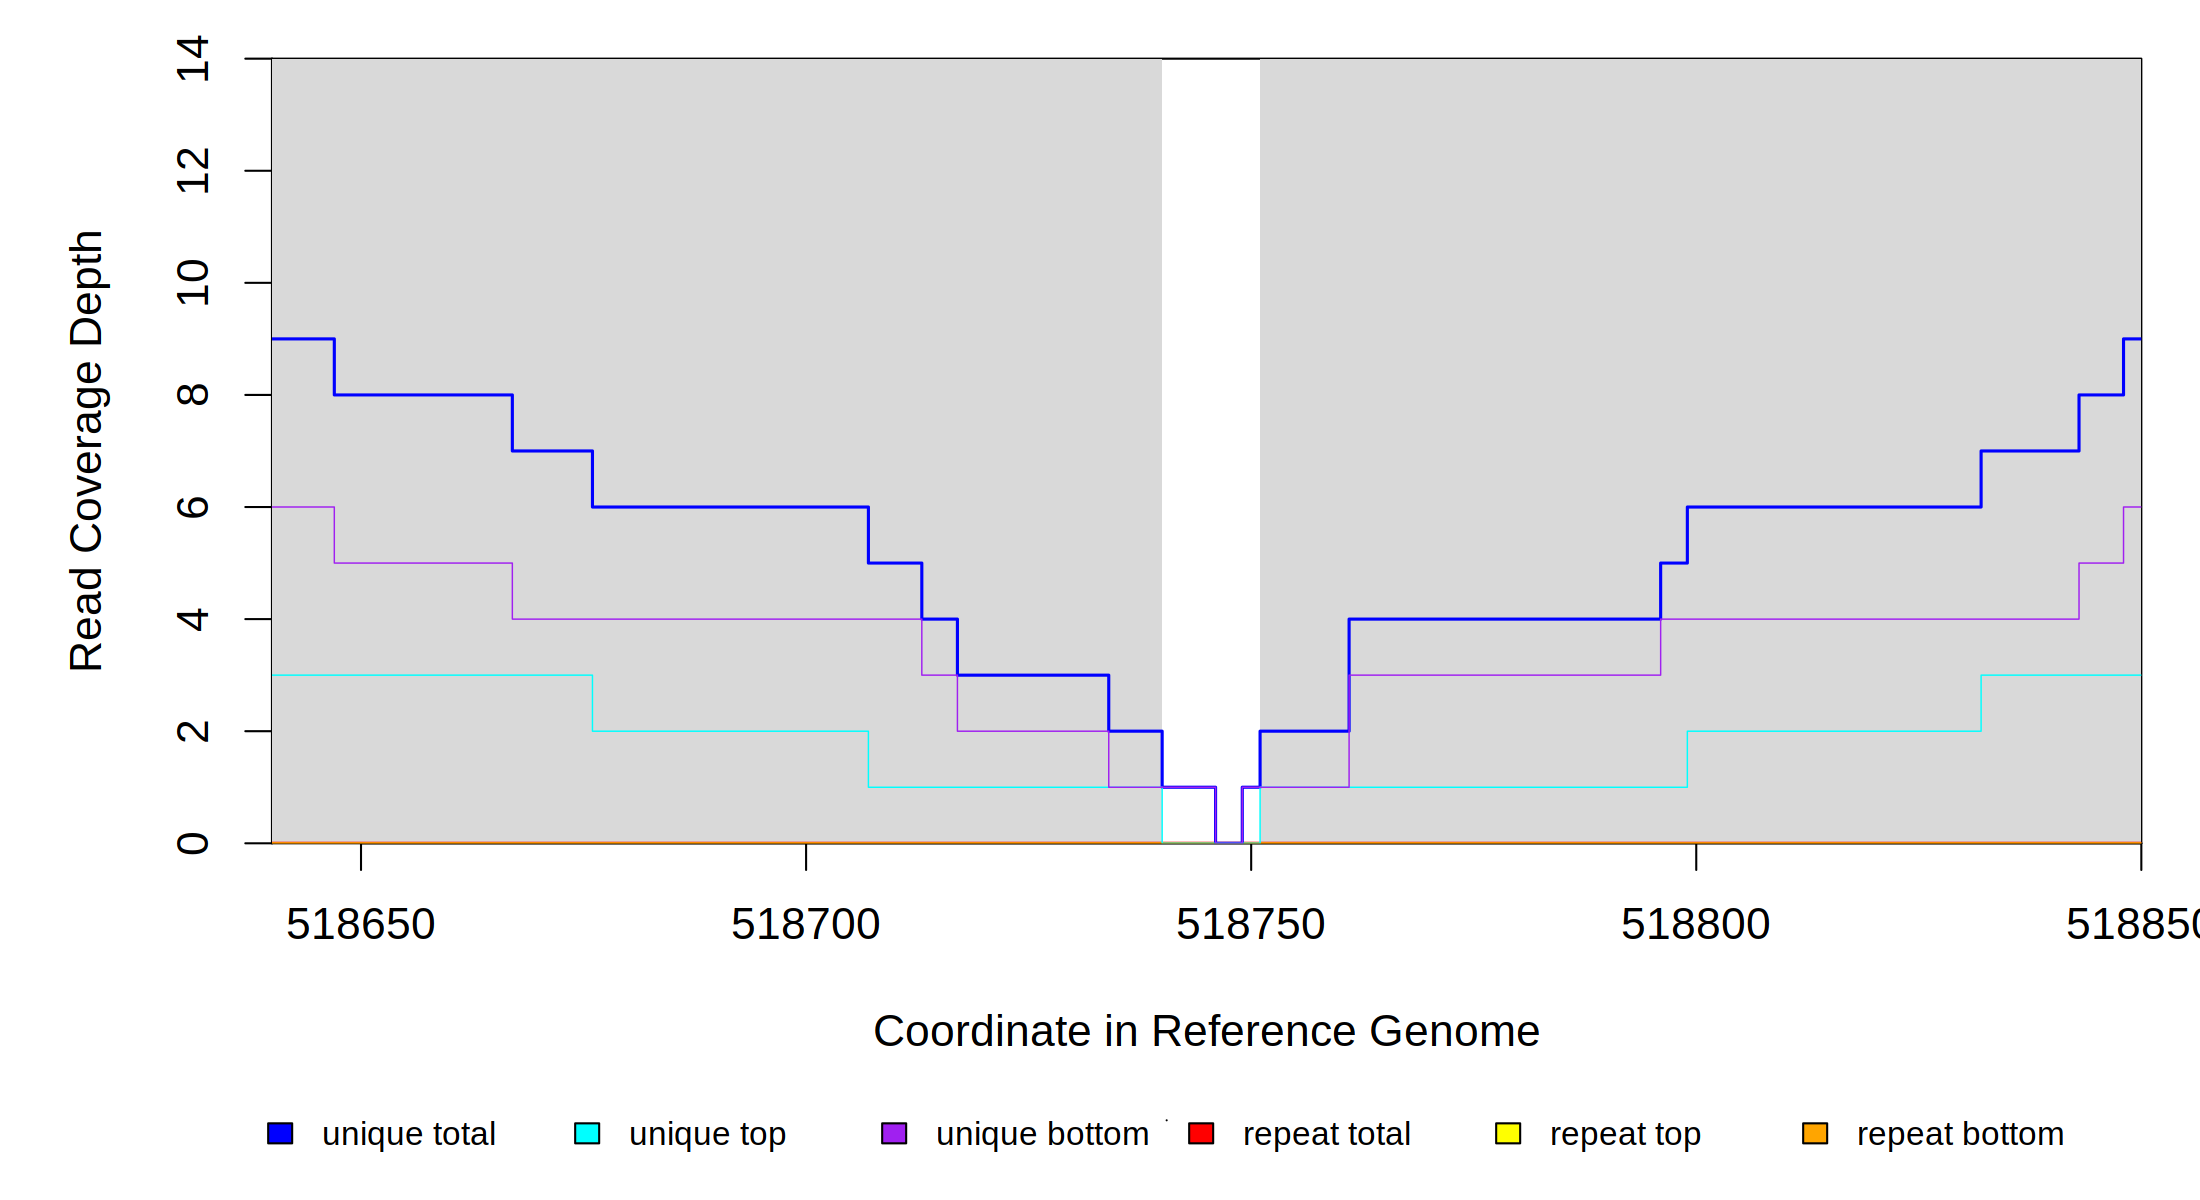 14
12
10
8
6
4
2
0
Read Coverage Depth
518650 518700 518750 518800 518850
Coordinate in Reference Genome
unique total unique top unique bottom repeat total repeat top repeat bottom